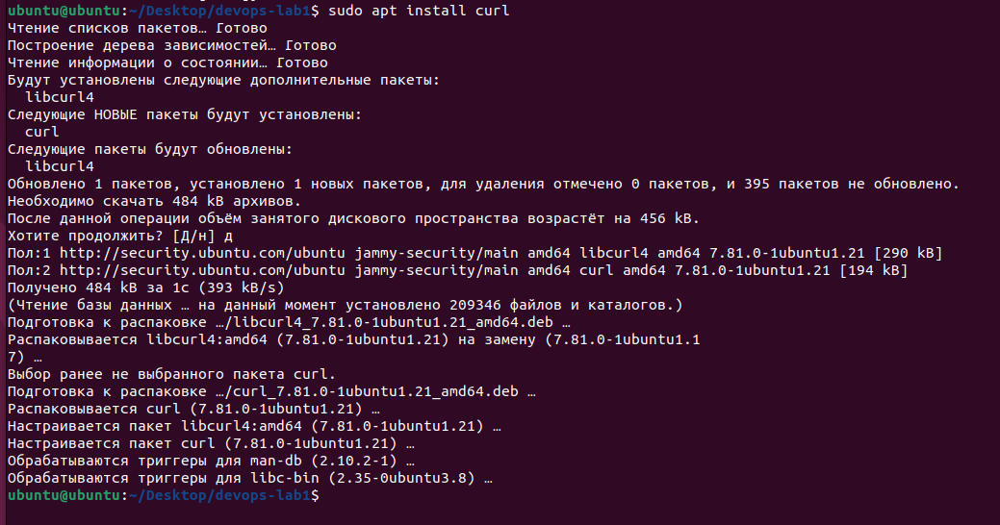 ubuntu@ubuntu:~/Desktop/devops-lab1$ sudo apt install curl
Чтение списков пакетов… Готово
Построение дерева зависимостей… Готово
Чтение информации о состоянии… Готово
Будут установлены следующие дополнительные пакеты:
  libcurl4
Следующие НОВЫЕ пакеты будут установлены:
  curl
Следующие пакеты будут обновлены:
  libcurl4
Обновлено 1 пакетов, установлено 1 новых пакетов, для удаления отмечено 0 пакетов, и 395 пакетов не обновлено.
Необходимо скачать 484 kB архивов.
После данной операции объём занятого дискового пространства возрастёт на 456 kB.
Хотите продолжить? [Д/н] д
Пол:1 http://security.ubuntu.com/ubuntu jammy-security/main amd64 libcurl4 amd64 7.81.0-1ubuntu1.21 [290 kB]
Пол:2 http://security.ubuntu.com/ubuntu jammy-security/main amd64 curl amd64 7.81.0-1ubuntu1.21 [194 kB]
Получено 484 kB за 1с (393 kB/s)
(Чтение базы данных … на данный момент установлено 209346 файлов и каталогов.)
Подготовка к распаковке …/libcurl4_7.81.0-1ubuntu1.21_amd64.deb …
Распаковывается libcurl4:amd64 (7.81.0-1ubuntu1.21) на замену (7.81.0-1ubuntu1.1
7) …
Выбор ранее не выбранного пакета curl.
Подготовка к распаковке …/curl_7.81.0-1ubuntu1.21_amd64.deb …
Распаковывается curl (7.81.0-1ubuntu1.21) …
Настраивается пакет libcurl4:amd64 (7.81.0-1ubuntu1.21) …
Настраивается пакет curl (7.81.0-1ubuntu1.21) …
Обрабатываются триггеры для man-db (2.10.2-1) …
Обрабатываются триггеры для libc-bin (2.35-0ubuntu3.8) …
ubuntu@ubuntu:~/Desktop/devops-lab1$